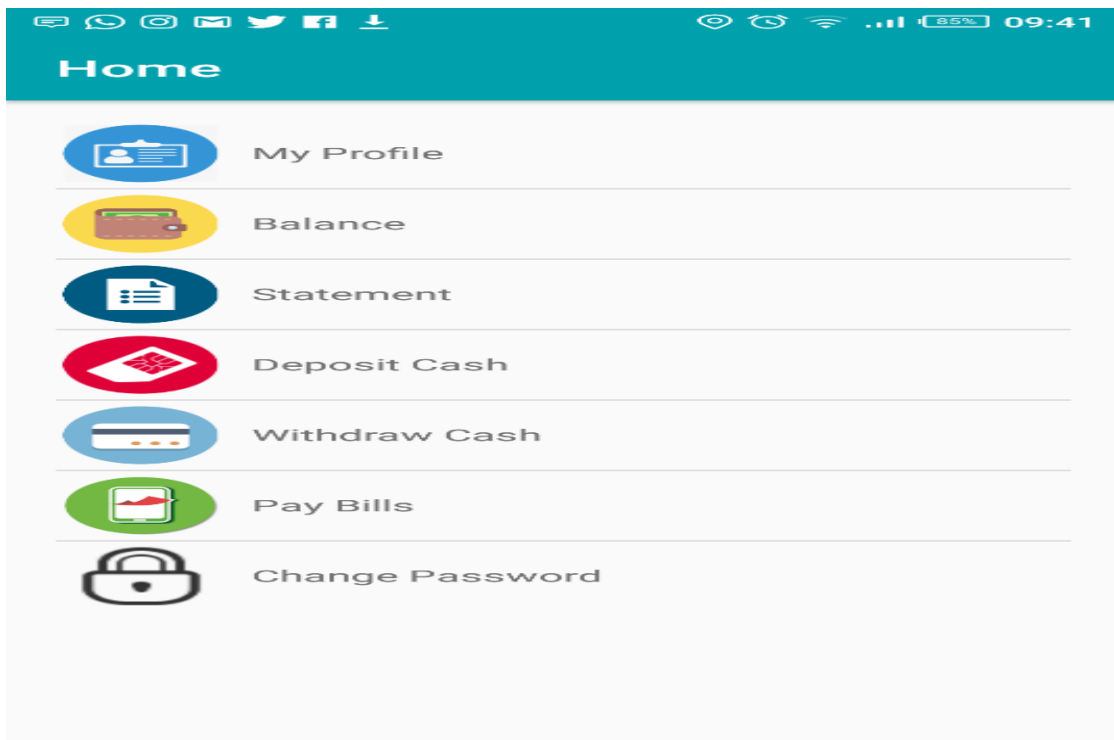 85% 09:41
Home
My Profile
Balance
Statement
Deposit Cash
Withdraw Cash
Pay Bills
Change Password